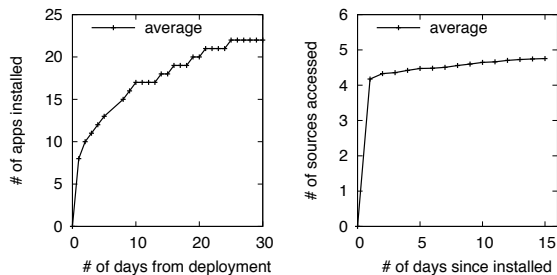 average
25
20
15
10
5
0
0 10 20 30
# of apps installed
# of days from deployment
average
6
5
4
3
2
1
0
0 5 10 15
# of sources accessed
# of days since installed